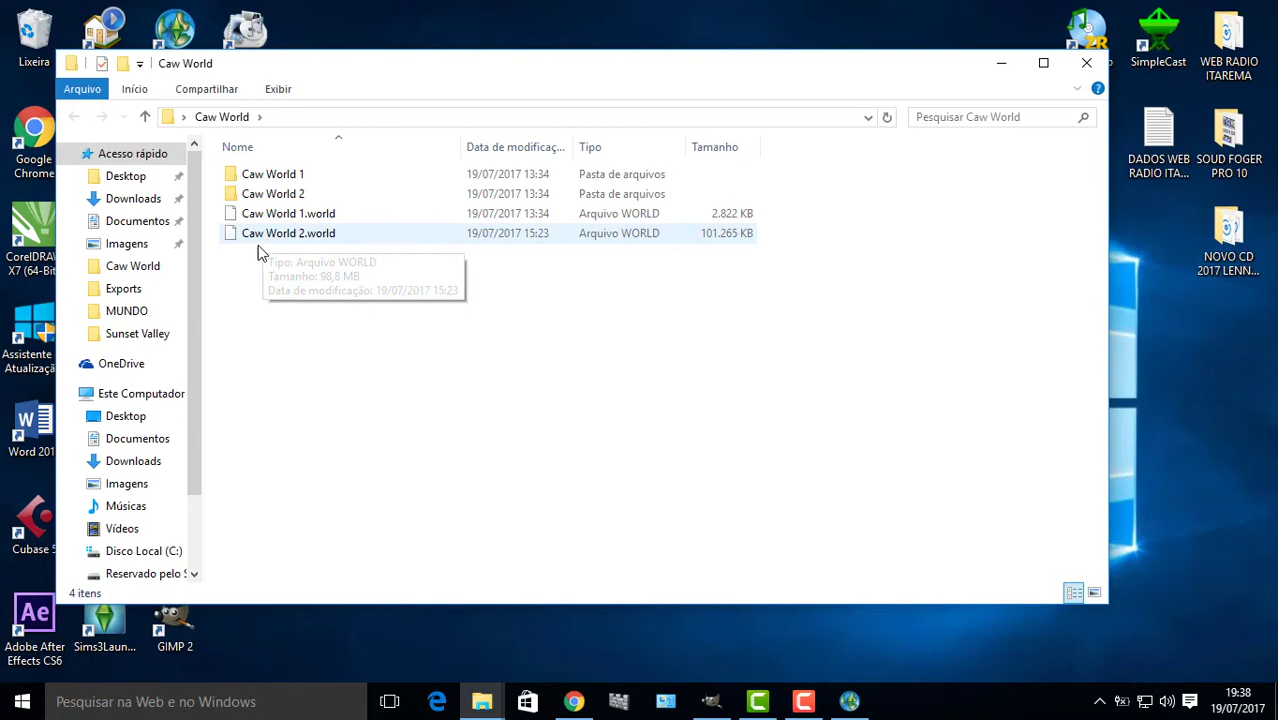 Caw World
Arquivo
Início
Compartilhar
Exibir
Caw World
Pesquisar Caw World
Nome
Data de modificaç...
Tipo
Tamanho
Caw World 1
19/07/2017 13:34
Pasta de arquivos
Caw World 2
19/07/2017 13:34
Pasta de arquivos
Caw World 1.world
19/07/2017 13:34
Arquivo WORLD
2.822 KB
Caw World 2.world
19/07/2017 15:23
Arquivo WORLD
101.265 KB
Tipo: Arquivo WORLD
Tamanho: 98,8 MB
Data de modificação: 19/07/2017 15:23
Acesso rápido
Desktop
Downloads
Documentos
Imagens
Caw World
Exports
MUNDO
Sunset Valley
OneDrive
Este Computador
Desktop
Documentos
Downloads
Imagens
Músicas
Vídeos
Disco Local (C:)
Reservado pelo S
4 itens
Lixeira
Google
Chrome
CorelDRAW
X7 (64-Bit
Assistente
Atualização
Word 201
Cubase 5
Ae
Adobe After
Effects CS6
Sims3Laun...
GIMP 2
ZR
SimpleCast
WEB RADIO
ITAREMA
DADOS WEB
RADIO ITA...
SOUD FOGER
PRO 10
NOVO CD
2017 LENN...
Pesquisar na Web e no Windows
19:38
19/07/2017